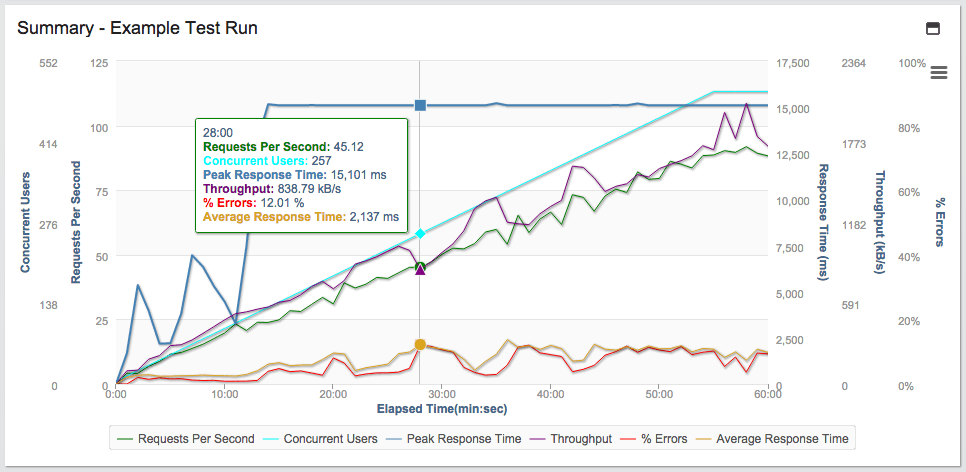 Summary - Example Test Run
552
414
276
138
0
Concurrent Users
125
100
75
50
25
0
Requests Per Second
28:00
Requests Per Second: 45.12
Concurrent Users: 257
Peak Response Time: 15,101 ms
Throughput: 838.79 kB/s
% Errors: 12.01 %
Average Response Time: 2,137 ms
17,500
15,000
12,500
10,000
7,500
5,000
2,500
0
Response Time (ms)
2364
1773
1182
591
0
Throughput (kB/s)
100%
80%
60%
40%
20%
0%
% Errors
0:00
10:00
20:00
30:00
40:00
50:00
60:00
Elapsed Time(min:sec)
Requests Per Second
Concurrent Users
Peak Response Time
Throughput
% Errors
Average Response Time